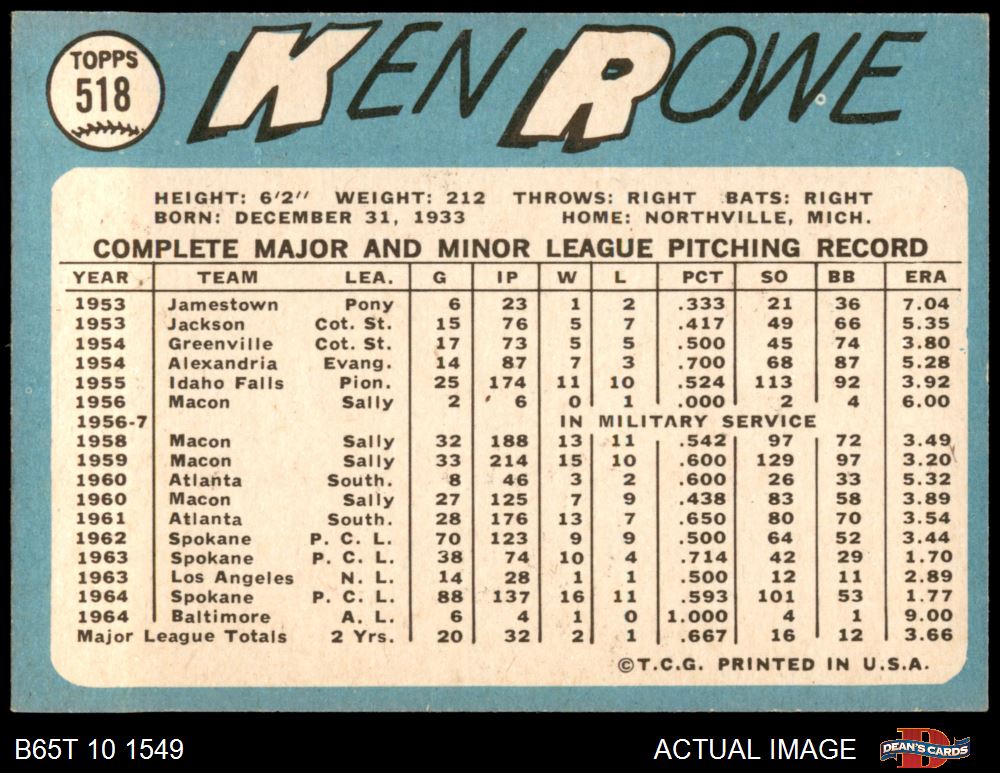 TOPPS
518
KEN ROWE
HEIGHT: 6'2'' WEIGHT: 212 THROWS: RIGHT BATS: RIGHT
BORN: DECEMBER 31, 1933 HOME: NORTHVILLE, MICH.
COMPLETE MAJOR AND MINOR LEAGUE PITCHING RECORD
YEAR TEAM LEA. G IP W L PCT SO BB ERA
1953 Jamestown Pony 6 23 1 2 .333 21 36 7.04
1953 Jackson Cot. St. 15 76 5 7 .417 49 66 5.35
1954 Greenville Cot. St. 17 73 5 5 .500 45 74 3.80
1954 Alexandria Evang. 14 87 7 3 .700 68 87 5.28
1955 Idaho Falls Pion. 25 174 11 10 .524 113 92 3.92
1956 Macon Sally 2 6 0 1 .000 2 4 6.00
1956-7 IN MILITARY SERVICE
1958 Macon Sally 32 188 13 11 .542 97 72 3.49
1959 Macon Sally 33 214 15 10 .600 129 97 3.20
1960 Atlanta South. 8 46 3 2 .600 26 33 5.32
1960 Macon Sally 27 125 7 9 .438 83 58 3.89
1961 Atlanta South. 28 176 13 7 .650 80 70 3.54
1962 Spokane P. C. L. 70 123 9 9 .500 64 52 3.44
1963 Spokane P. C. L. 38 74 10 4 .714 42 29 1.70
1963 Los Angeles N. L. 14 28 1 1 .500 12 11 2.89
1964 Spokane P. C. L. 88 137 16 11 .593 101 53 1.77
1964 Baltimore A. L. 6 4 1 0 1.000 4 1 9.00
Major League Totals 2 Yrs. 20 32 2 1 .667 16 12 3.66
©T.C.G. PRINTED IN U.S.A.
B65T 10 1549 ACTUAL IMAGE DEAN'S CARDS